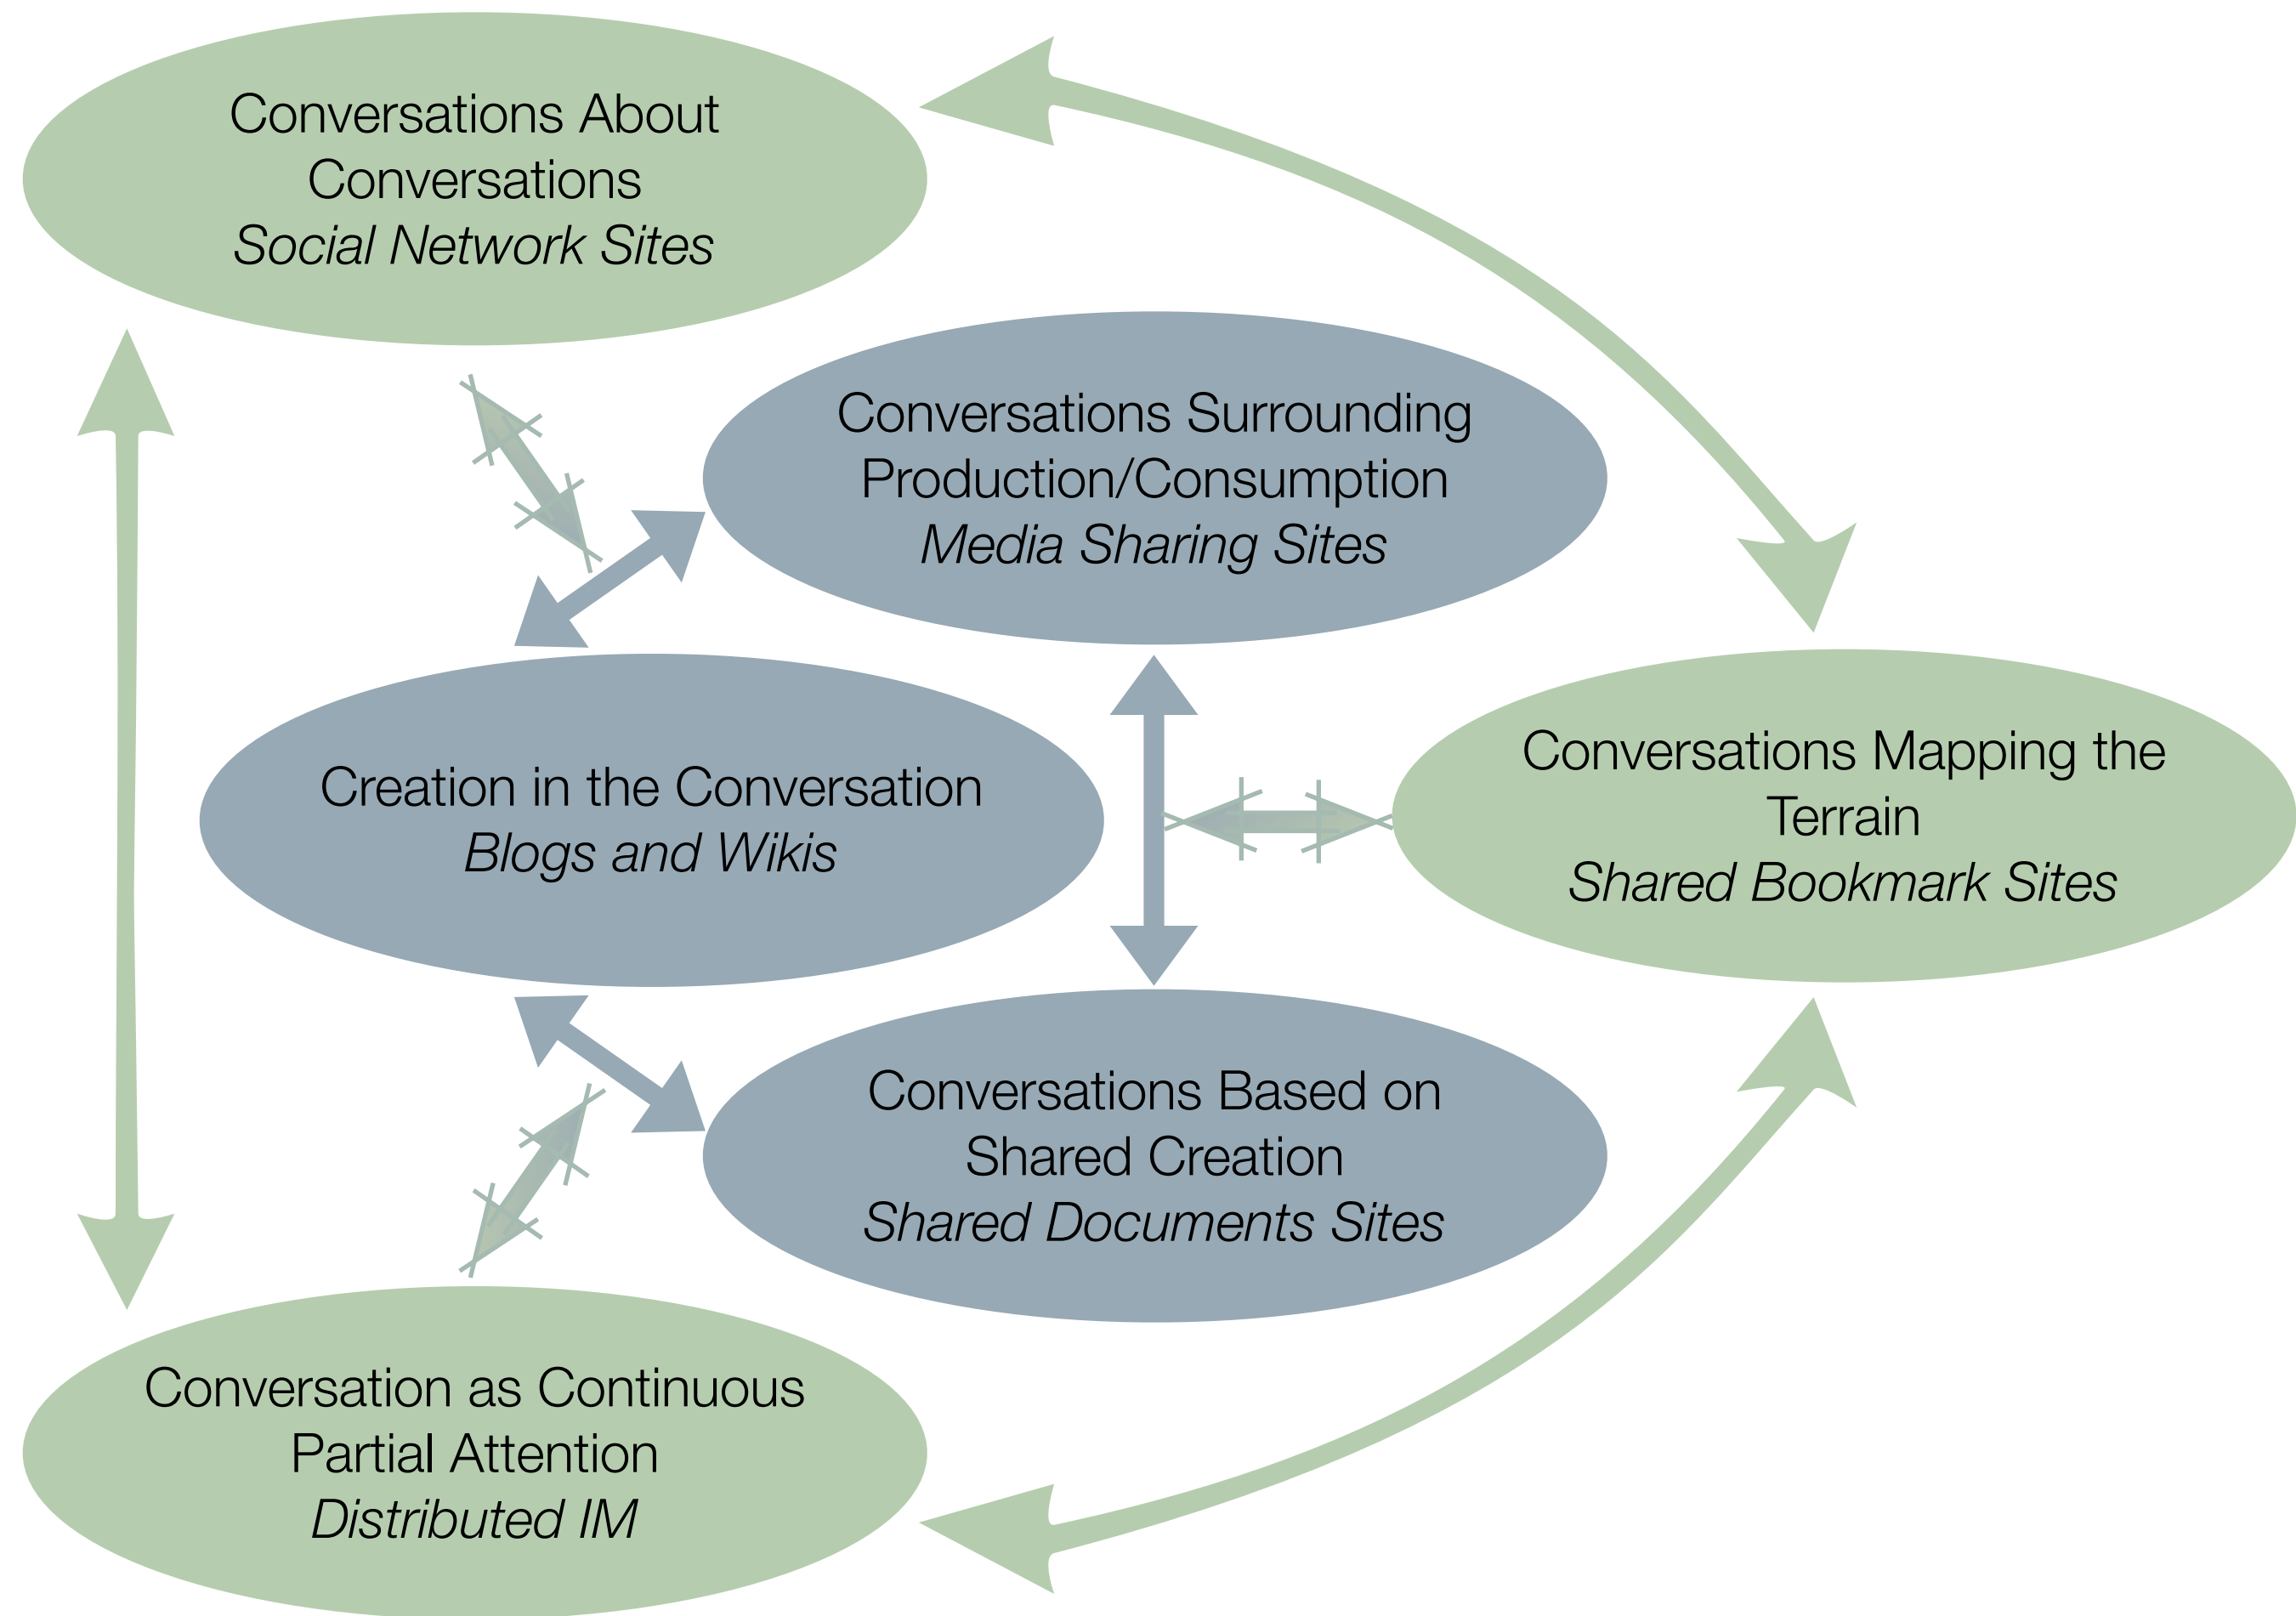 Conversations About
Conversations
Social Network Sites
Conversations Surrounding
Production/Consumption
Media Sharing Sites
Creation in the Conversation
Blogs and Wikis
Conversations Mapping the
Terrain
Shared Bookmark Sites
Conversations Based on
Shared Creation
Shared Documents Sites
Conversation as Continuous
Partial Attention
Distributed IM